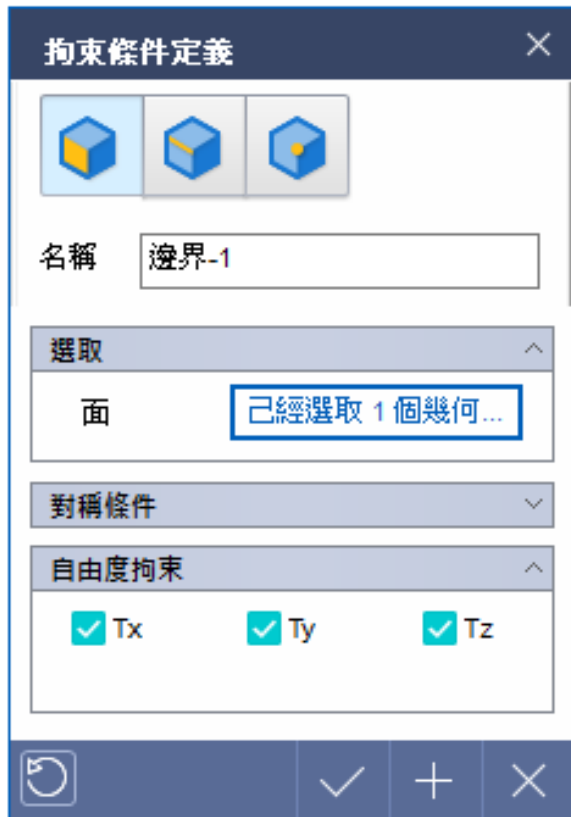 拘束條件定義
名稱 邊界-1
選取
面 已經選取 1 個幾何...
對稱條件
自由度拘束
Tx Ty Tz